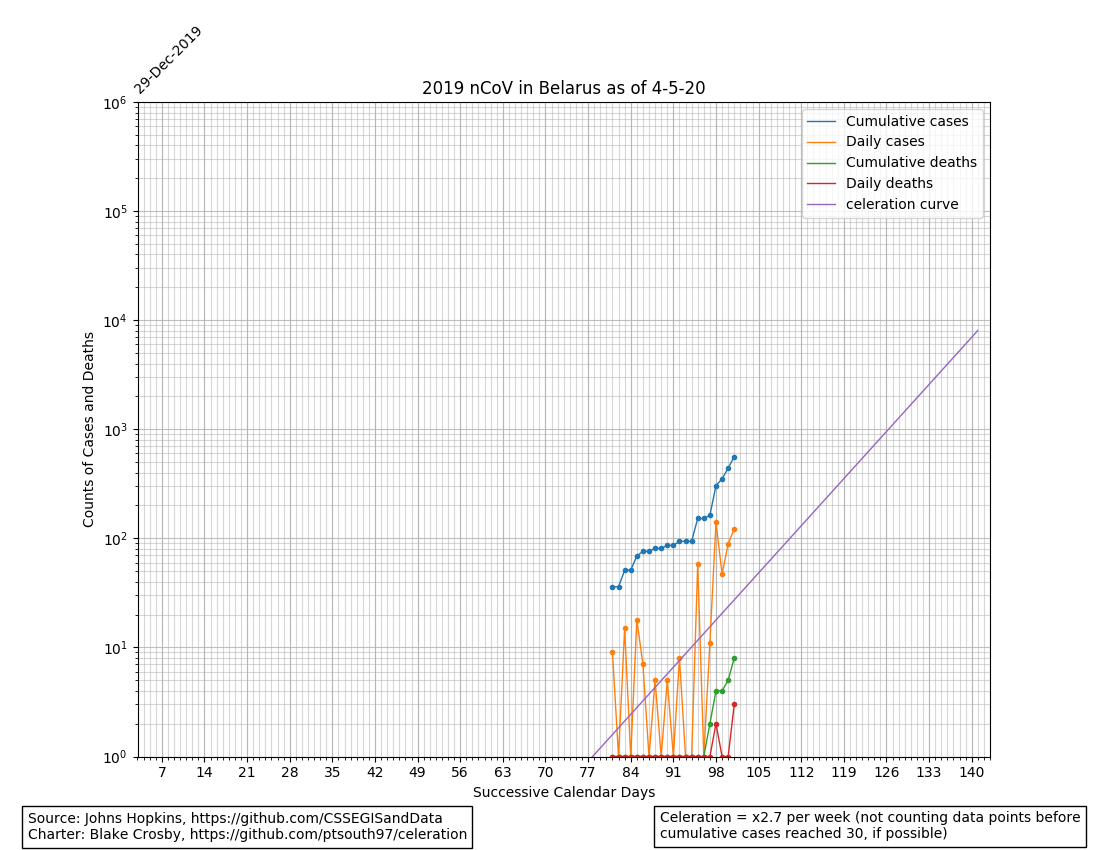 29-Dec-2019
2019 nCoV in Belarus as of 4-5-20
Cumulative cases
Daily cases
Cumulative deaths
Daily deaths
celeration curve
Counts of Cases and Deaths
10^6
10^5
10^4
10^3
10^2
10^1
10^0
7 14 21 28 35 42 49 56 63 70 77 84 91 98 105 112 119 126 133 140
Successive Calendar Days
Source: Johns Hopkins, https://github.com/CSSEGISandData
Charter: Blake Crosby, https://github.com/ptsouth97/celeration
Celeration = x2.7 per week (not counting data points before
cumulative cases reached 30, if possible)